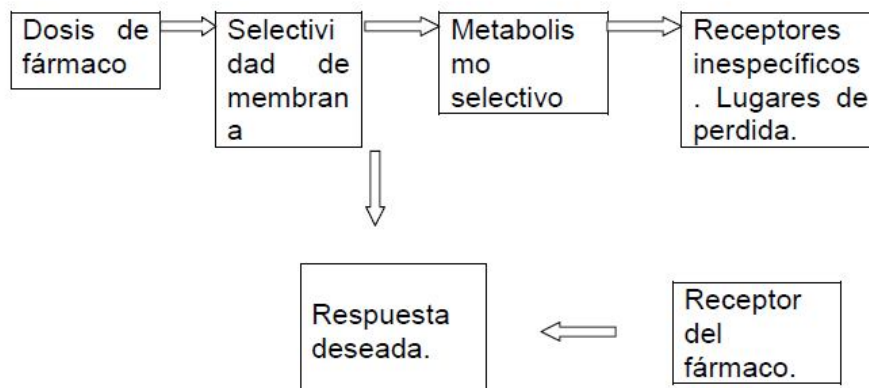 Dosis de
fármaco
Selectivi
dad de
membran
a
Metabolis
mo
selectivo
Receptores
inespecíficos
. Lugares de
perdida.
Respuesta
deseada.
Receptor
del
fármaco.